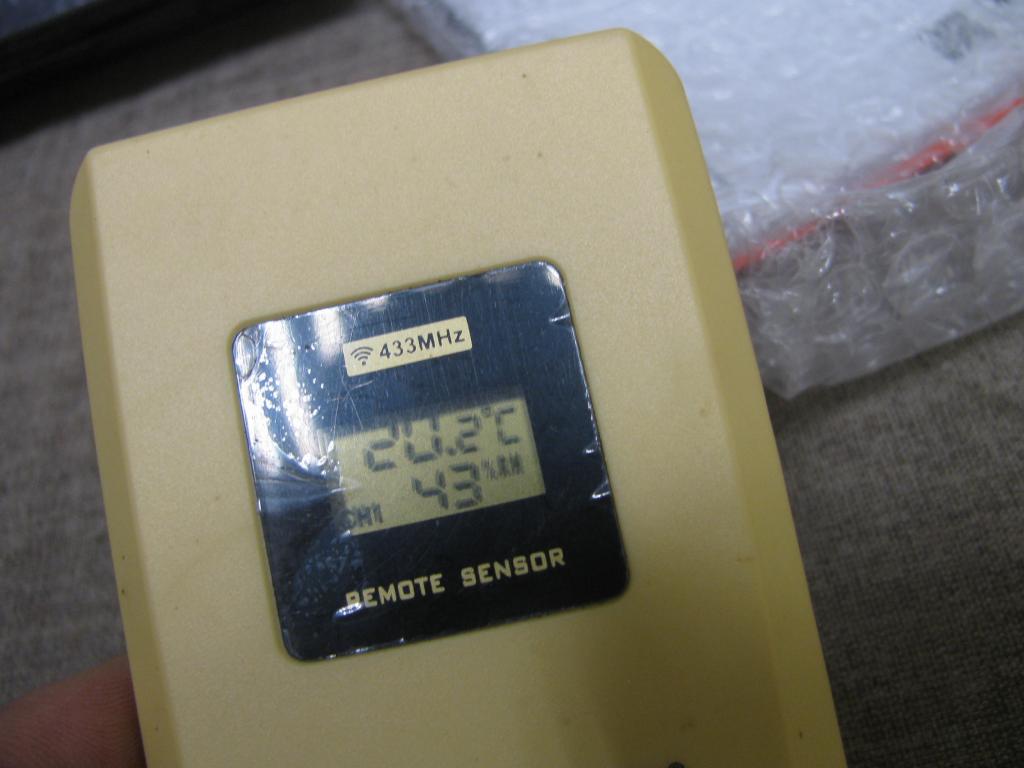 433MHz
20.2°C
43 %RH
CH1
REMOTE SENSOR